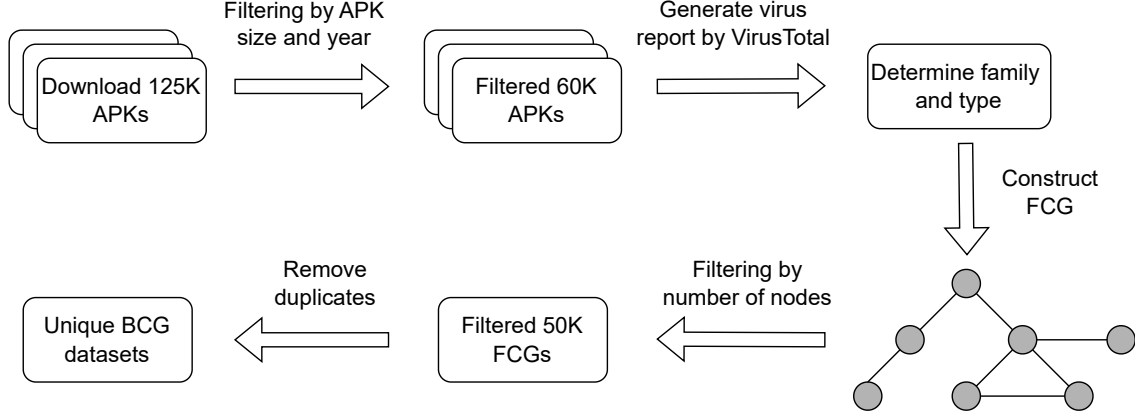 Filtering by APK
size and year
Generate virus
report by VirusTotal
Download 125K
APKs
Filtered 60K
APKs
Determine family
and type
Construct
FCG
Filtering by
number of nodes
Remove
duplicates
Filtered 50K
FCGs
Unique BCG
datasets